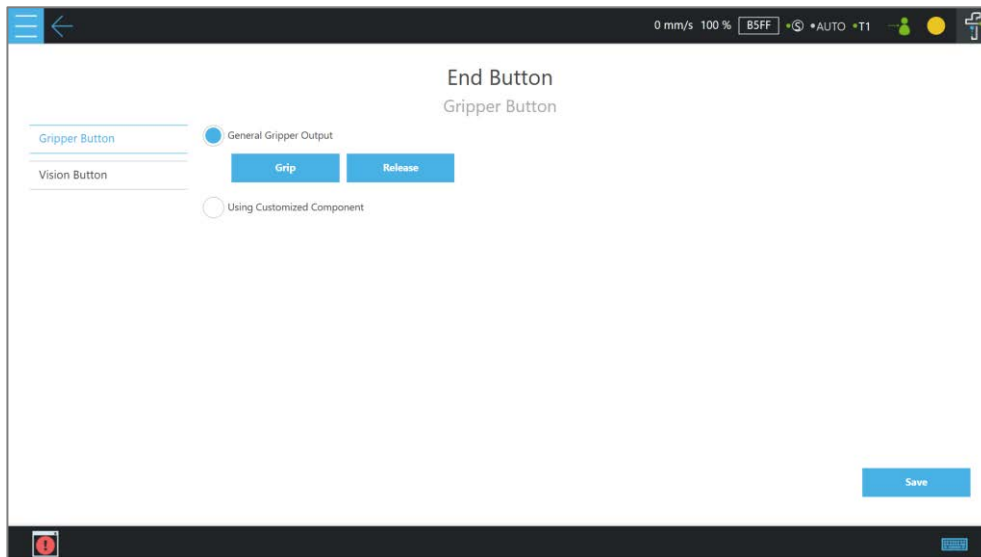 0 mm/s 100 % B5FF •Ⓢ •AUTO •T1
End Button
Gripper Button
Gripper Button
General Gripper Output
Grip Release
Vision Button
Using Customized Component
Save